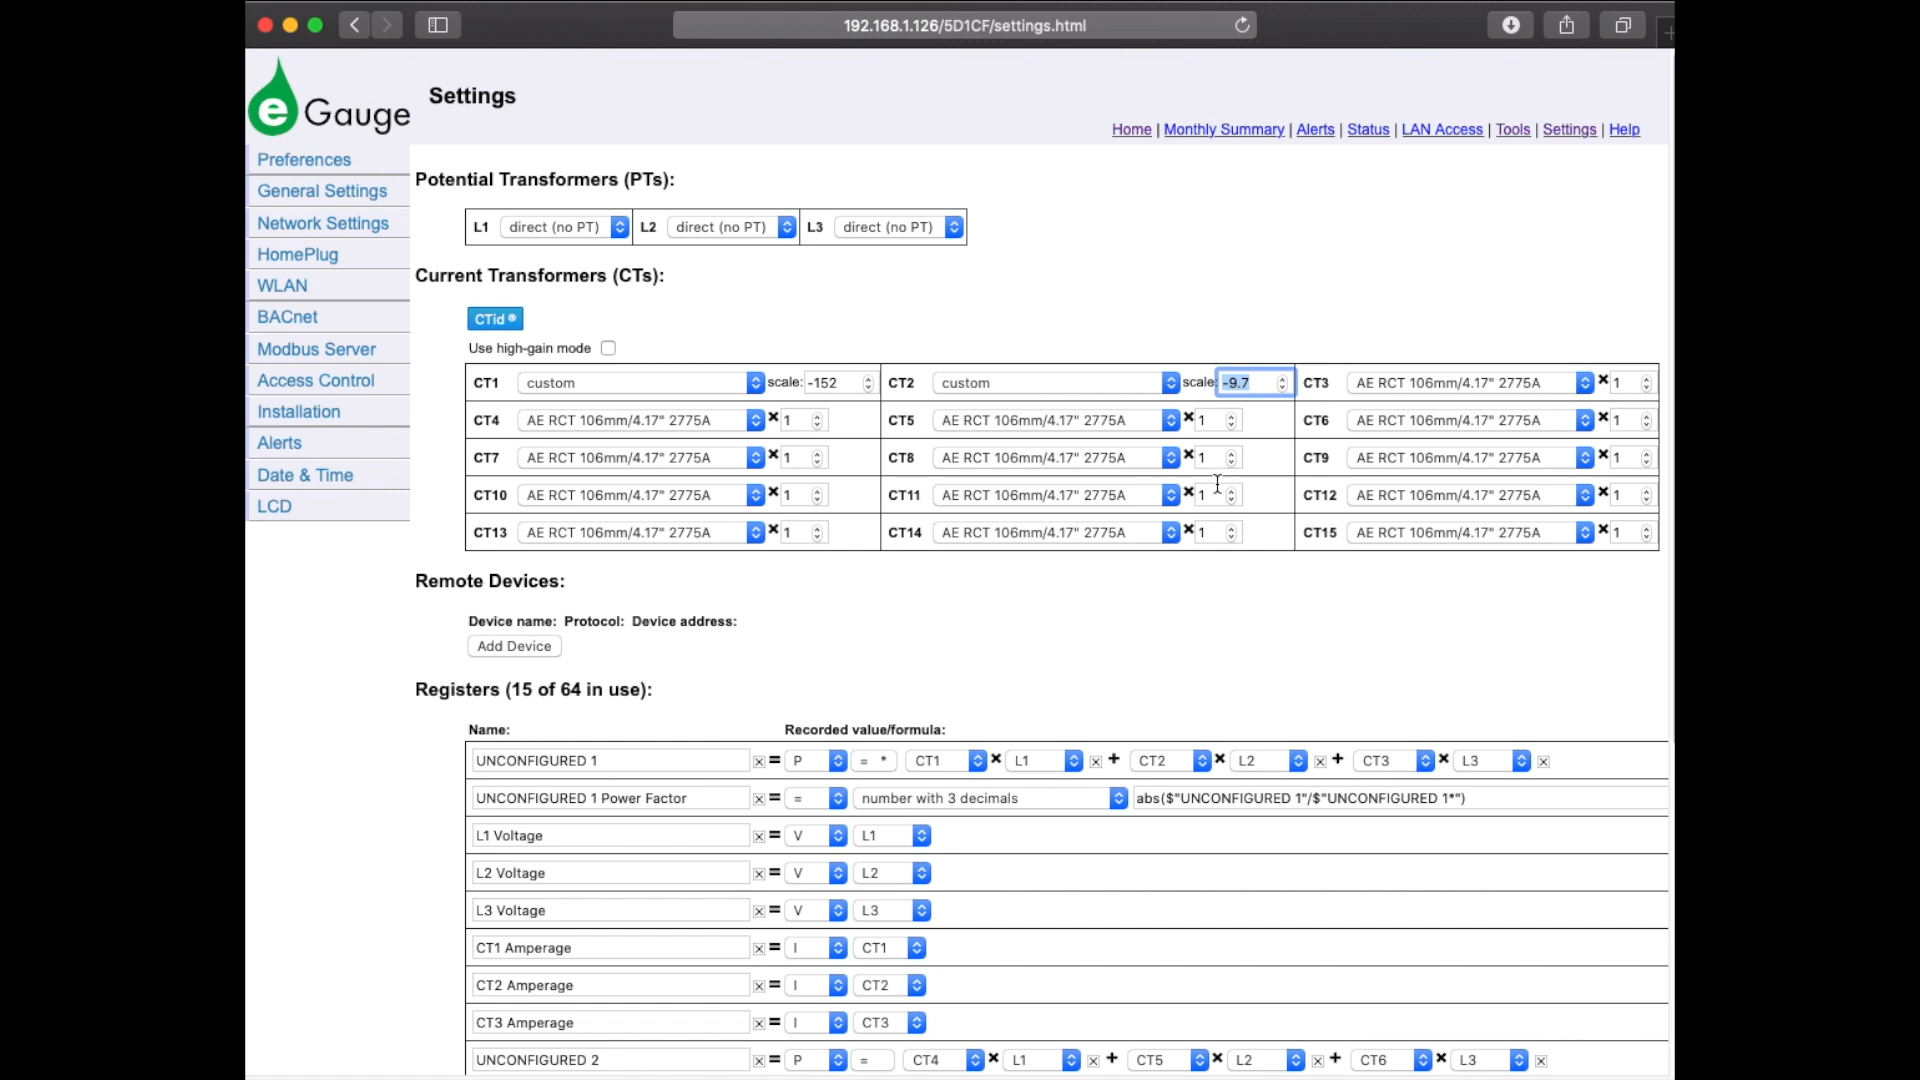 192.168.1.126/5D1CF/settings.html
e Gauge
Settings
Home | Monthly Summary | Alerts | Status | LAN Access | Tools | Settings | Help
Preferences
General Settings
Network Settings
HomePlug
WLAN
BACnet
Modbus Server
Access Control
Installation
Alerts
Date & Time
LCD
Potential Transformers (PTs):
L1 direct (no PT) L2 direct (no PT) L3 direct (no PT)
Current Transformers (CTs):
CTid ®
Use high-gain mode
CT1 custom scale: -152 CT2 custom scale: -9.7 CT3 AE RCT 106mm/4.17" 2775A × 1
CT4 AE RCT 106mm/4.17" 2775A × 1 CT5 AE RCT 106mm/4.17" 2775A × 1 CT6 AE RCT 106mm/4.17" 2775A × 1
CT7 AE RCT 106mm/4.17" 2775A × 1 CT8 AE RCT 106mm/4.17" 2775A × 1 CT9 AE RCT 106mm/4.17" 2775A × 1
CT10 AE RCT 106mm/4.17" 2775A × 1 CT11 AE RCT 106mm/4.17" 2775A × 1 CT12 AE RCT 106mm/4.17" 2775A × 1
CT13 AE RCT 106mm/4.17" 2775A × 1 CT14 AE RCT 106mm/4.17" 2775A × 1 CT15 AE RCT 106mm/4.17" 2775A × 1
Remote Devices:
Device name: Protocol: Device address:
Add Device
Registers (15 of 64 in use):
Name: Recorded value/formula:
UNCONFIGURED 1 = P = * CT1 × L1 + CT2 × L2 + CT3 × L3
UNCONFIGURED 1 Power Factor = = number with 3 decimals abs($"UNCONFIGURED 1"/$"UNCONFIGURED 1*")
L1 Voltage = V L1
L2 Voltage = V L2
L3 Voltage = V L3
CT1 Amperage = I CT1
CT2 Amperage = I CT2
CT3 Amperage = I CT3
UNCONFIGURED 2 = P = CT4 × L1 + CT5 × L2 + CT6 × L3